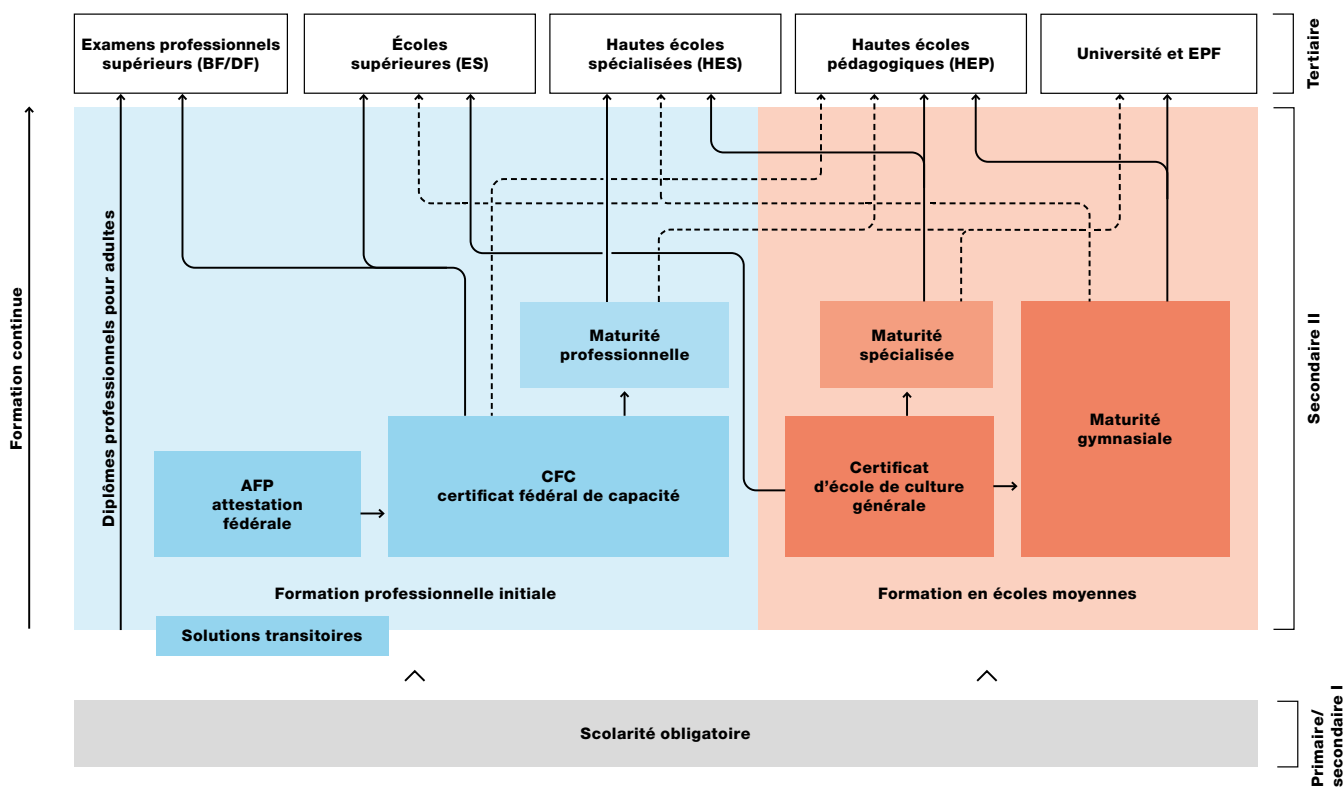 Examens professionnels
supérieurs (BF/DF)
Écoles
supérieures (ES)
Hautes écoles
spécialisées (HES)
Hautes écoles
pédagogiques (HEP)
Université et EPF
Tertiaire
Formation continue
Diplômes professionnels pour adultes
Maturité
professionnelle
Maturité
spécialisée
Maturité
gymnasiale
Secondaire II
AFP
attestation
fédérale
CFC
certificat fédéral de capacité
Certificat
d'école de culture
générale
Formation professionnelle initiale
Formation en écoles moyennes
Solutions transitoires
Scolarité obligatoire
Primaire/
secondaire I